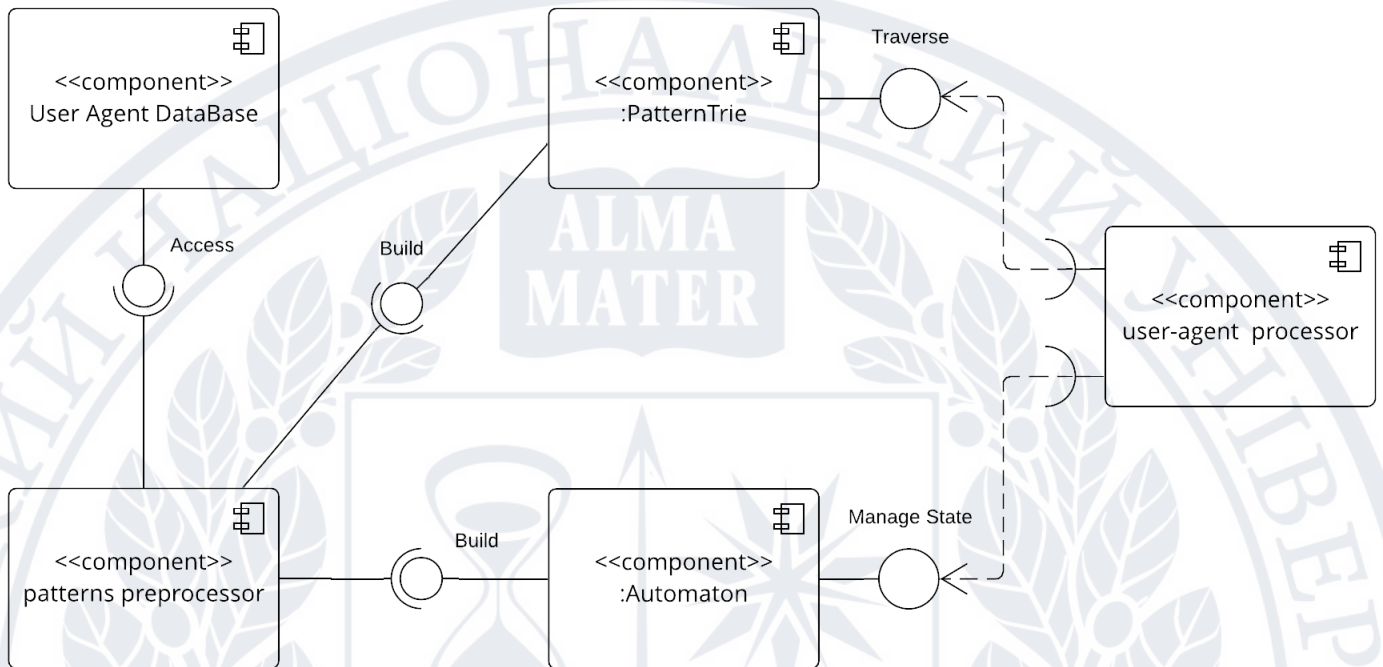 <<component>>
User Agent DataBase
<<component>>
:PatternTrie
Traverse
Access
Build
<<component>>
user-agent processor
<<component>>
patterns preprocessor
Build
<<component>>
:Automaton
Manage State
НАЦІОНАЛЬНИЙ
ALMA
MATER